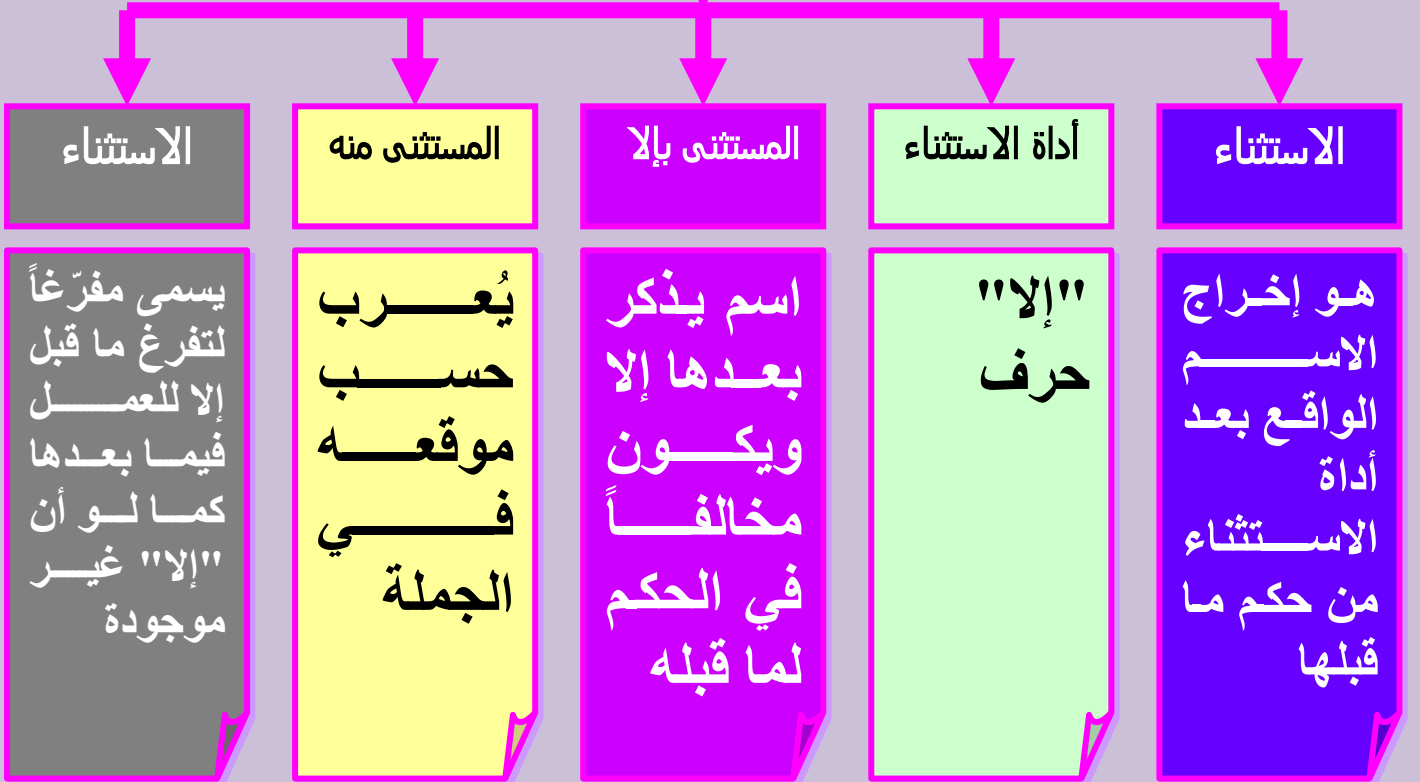 الاستثناء
هو إخراج
الاسم
الواقع بعد
أداة
الاستثناء
من حكم ما
قبلها
أداة الاستثناء
"إلا"
حرف
المستثنى بإلا
اسم يذكر
بعدها إلا
ويكون
مخالفاً
في الحكم
لما قبله
المستثنى منه
يُعرب
حسب
موقعه
في
الجملة
الاستثناء
يسمى مفرّغاً
لتفرغ ما قبل
إلا للعمل
فيما بعدها
كما لو أن
"إلا" غير
موجودة